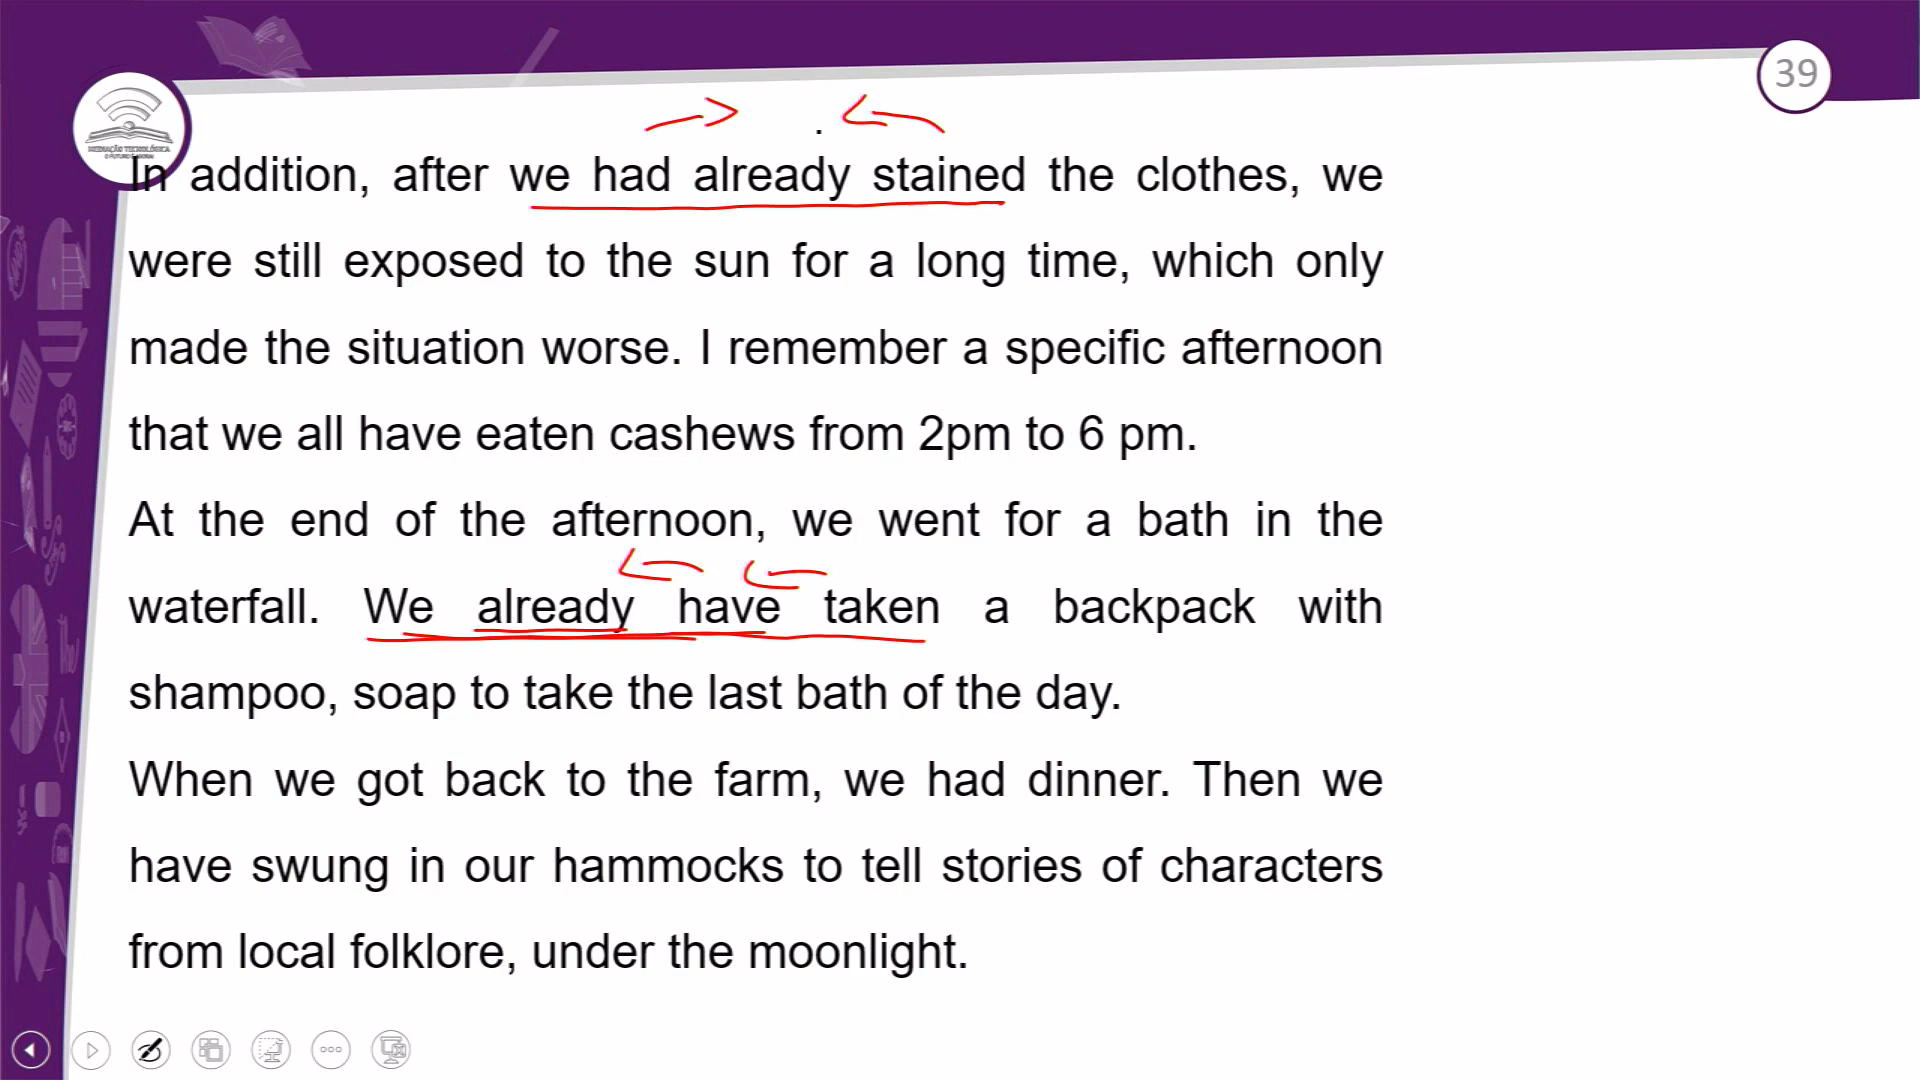 39
MEDIAÇÃO TECNOLÓGICA
O FUTURO É AGORA!
In addition, after we had already stained the clothes, we
were still exposed to the sun for a long time, which only
made the situation worse. I remember a specific afternoon
that we all have eaten cashews from 2pm to 6 pm.
At the end of the afternoon, we went for a bath in the
waterfall. We already have taken a backpack with
shampoo, soap to take the last bath of the day.
When we got back to the farm, we had dinner. Then we
have swung in our hammocks to tell stories of characters
from local folklore, under the moonlight.